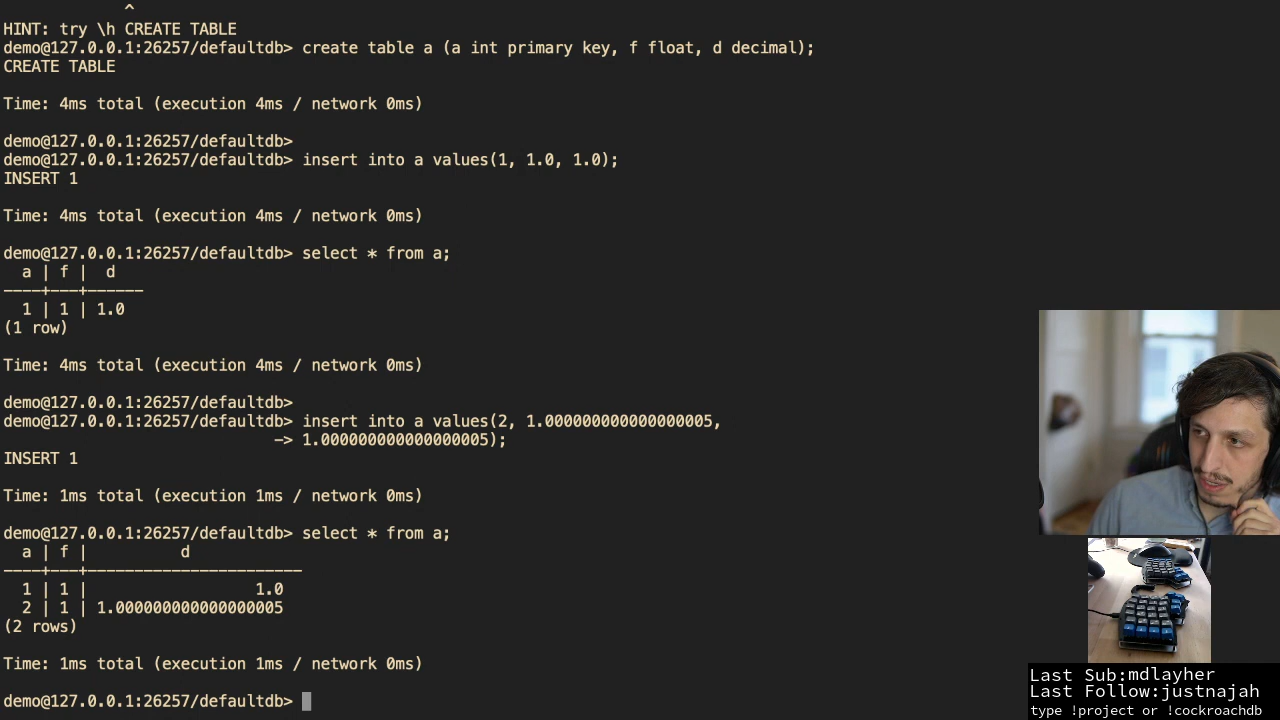 ^
HINT: try \h CREATE TABLE
demo@127.0.0.1:26257/defaultdb> create table a (a int primary key, f float, d decimal);
CREATE TABLE
Time: 4ms total (execution 4ms / network 0ms)
demo@127.0.0.1:26257/defaultdb>
demo@127.0.0.1:26257/defaultdb> insert into a values(1, 1.0, 1.0);
INSERT 1
Time: 4ms total (execution 4ms / network 0ms)
demo@127.0.0.1:26257/defaultdb> select * from a;
a | f | d
----+---+------
1 | 1 | 1.0
(1 row)
Time: 4ms total (execution 4ms / network 0ms)
demo@127.0.0.1:26257/defaultdb>
demo@127.0.0.1:26257/defaultdb> insert into a values(2, 1.000000000000000005,
-> 1.000000000000000005);
INSERT 1
Time: 1ms total (execution 1ms / network 0ms)
demo@127.0.0.1:26257/defaultdb> select * from a;
a | f | d
----+---+-----------------------
1 | 1 | 1.0
2 | 1 | 1.000000000000000005
(2 rows)
Time: 1ms total (execution 1ms / network 0ms)
demo@127.0.0.1:26257/defaultdb>
Last Sub:mdlayher
Last Follow:justnajah
type !project or !cockroachdb